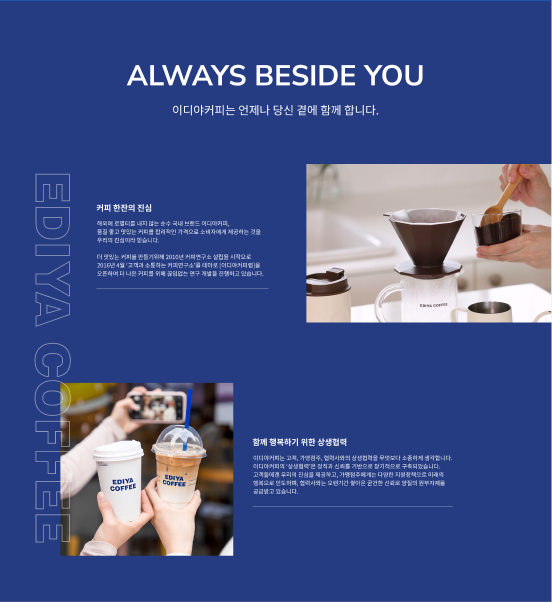 ALWAYS BESIDE YOU
이디야커피는 언제나 당신 곁에 함께 합니다.
EDIYA COFFEE
커피 한잔의 진심
해외에 로열티를 내지 않는 순수 국내 브랜드 이디야커피,
품질 좋고 맛있는 커피를 합리적인 가격으로 소비자에게 제공하는 것을
우리의 진심이라 믿습니다.
더 맛있는 커피를 만들기위해 2010년 커피연구소 설립을 시작으로
2016년 4월 '고객과 소통하는 커피연구소'를 테마로 [이디야커피랩]을
오픈하여 더 나은 커피를 위해 끊임없는 연구 개발을 진행하고 있습니다.
EDIYA COFFEE
EDIYA
COFFEE
EDIYA
COFFEE
함께 행복하기 위한 상생협력
이디야커피는 고객, 가맹점주, 협력사와의 상생협력을 무엇보다 소중하게 생각합니다.
이디야커피의 '상생협력'은 정직과 신뢰를 기반으로 장기적으로 구축되었습니다.
고객들에겐 우리의 진심을 제공하고, 가맹점주에게는 다양한 지원정책으로 미래의
행복으로 인도하며, 협력사와는 오랜기간 쌓아온 굳건한 신뢰로 양질의 원부자재를
공급받고 있습니다.